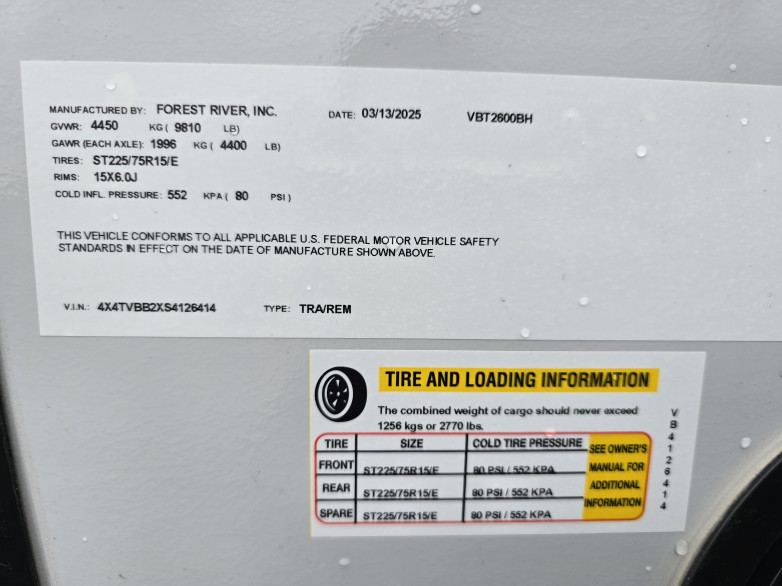 MANUFACTURED BY: FOREST RIVER, INC. DATE: 03/13/2025 VBT2600BH
GVWR: 4450 KG ( 9810 LB)
GAWR (EACH AXLE): 1996 KG ( 4400 LB)
TIRES: ST225/75R15/E
RIMS: 15X6.0J
COLD INFL. PRESSURE: 552 KPA ( 80 PSI )
THIS VEHICLE CONFORMS TO ALL APPLICABLE U.S. FEDERAL MOTOR VEHICLE SAFETY
STANDARDS IN EFFECT ON THE DATE OF MANUFACTURE SHOWN ABOVE.
V.I.N.: 4X4TVBB2XS4126414 TYPE: TRA/REM
TIRE AND LOADING INFORMATION
The combined weight of cargo should never exceed
1256 kgs or 2770 lbs.
TIRE SIZE COLD TIRE PRESSURE
FRONT ST225/75R15/E 80 PSI / 552 KPA
REAR ST225/75R15/E 80 PSI / 552 KPA
SPARE ST225/75R15/E 80 PSI / 552 KPA
SEE OWNER'S
MANUAL FOR
ADDITIONAL
INFORMATION
VB4126414